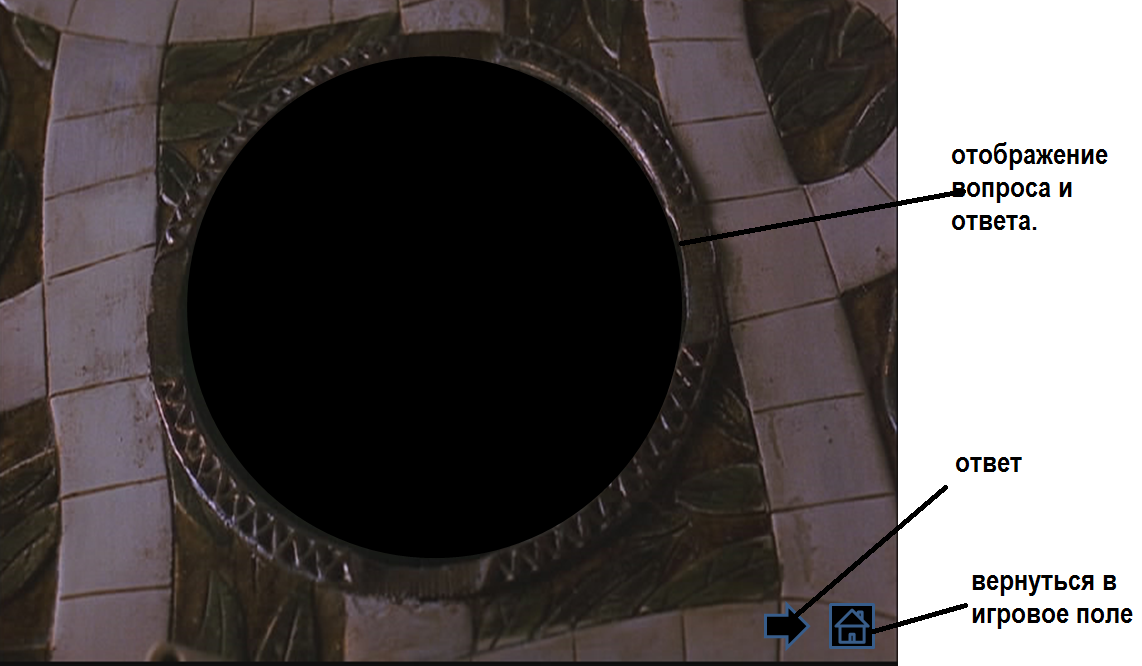 отображение
вопроса и
ответа.
ответ
вернуться в
игровое поле